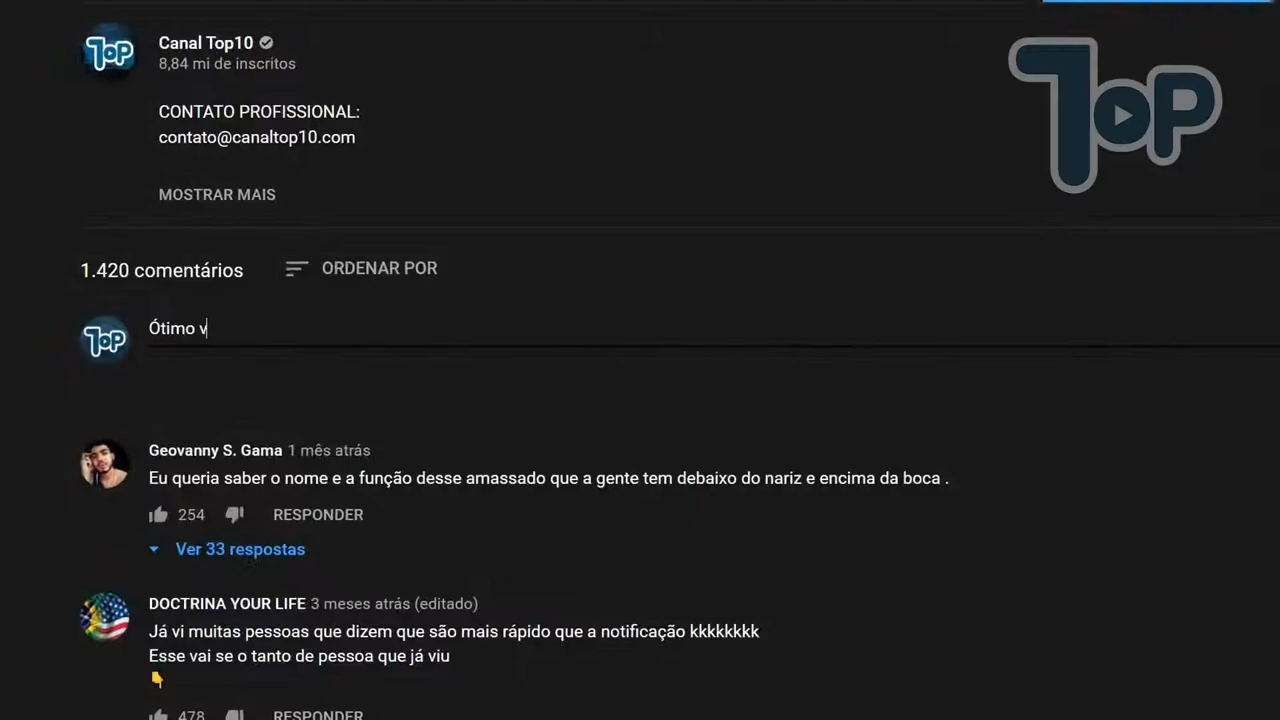 TOP
Canal Top10
8,84 mi de inscritos
TOP
CONTATO PROFISSIONAL:
contato@canaltop10.com
MOSTRAR MAIS
1.420 comentários
ORDENAR POR
TOP
Ótimo v
Geovanny S. Gama 1 mês atrás
Eu queria saber o nome e a função desse amassado que a gente tem debaixo do nariz e encima da boca .
254
RESPONDER
Ver 33 respostas
DOCTRINA YOUR LIFE 3 meses atrás (editado)
Já vi muitas pessoas que dizem que são mais rápido que a notificação kkkkkkkk
Esse vai se o tanto de pessoa que já viu
478
RESPONDER